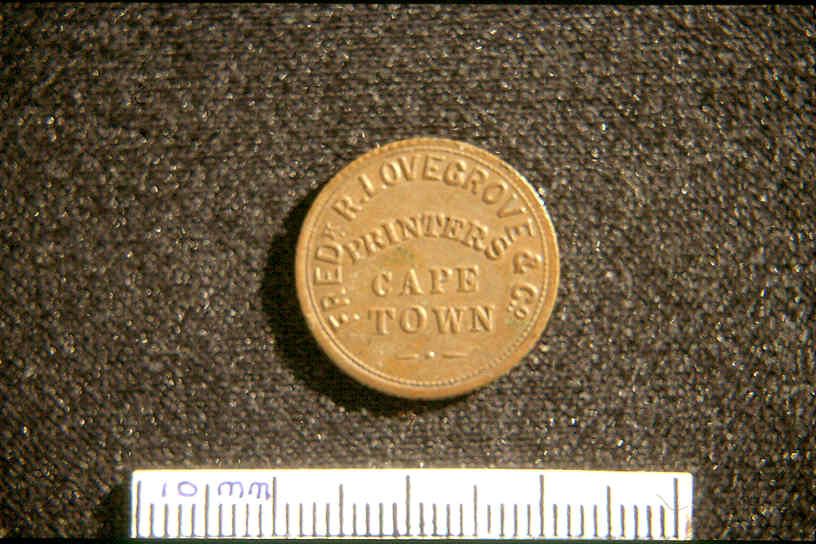 FREDK R. LOVEGROVE & Co
PRINTERS
CAPE
TOWN
10 mm